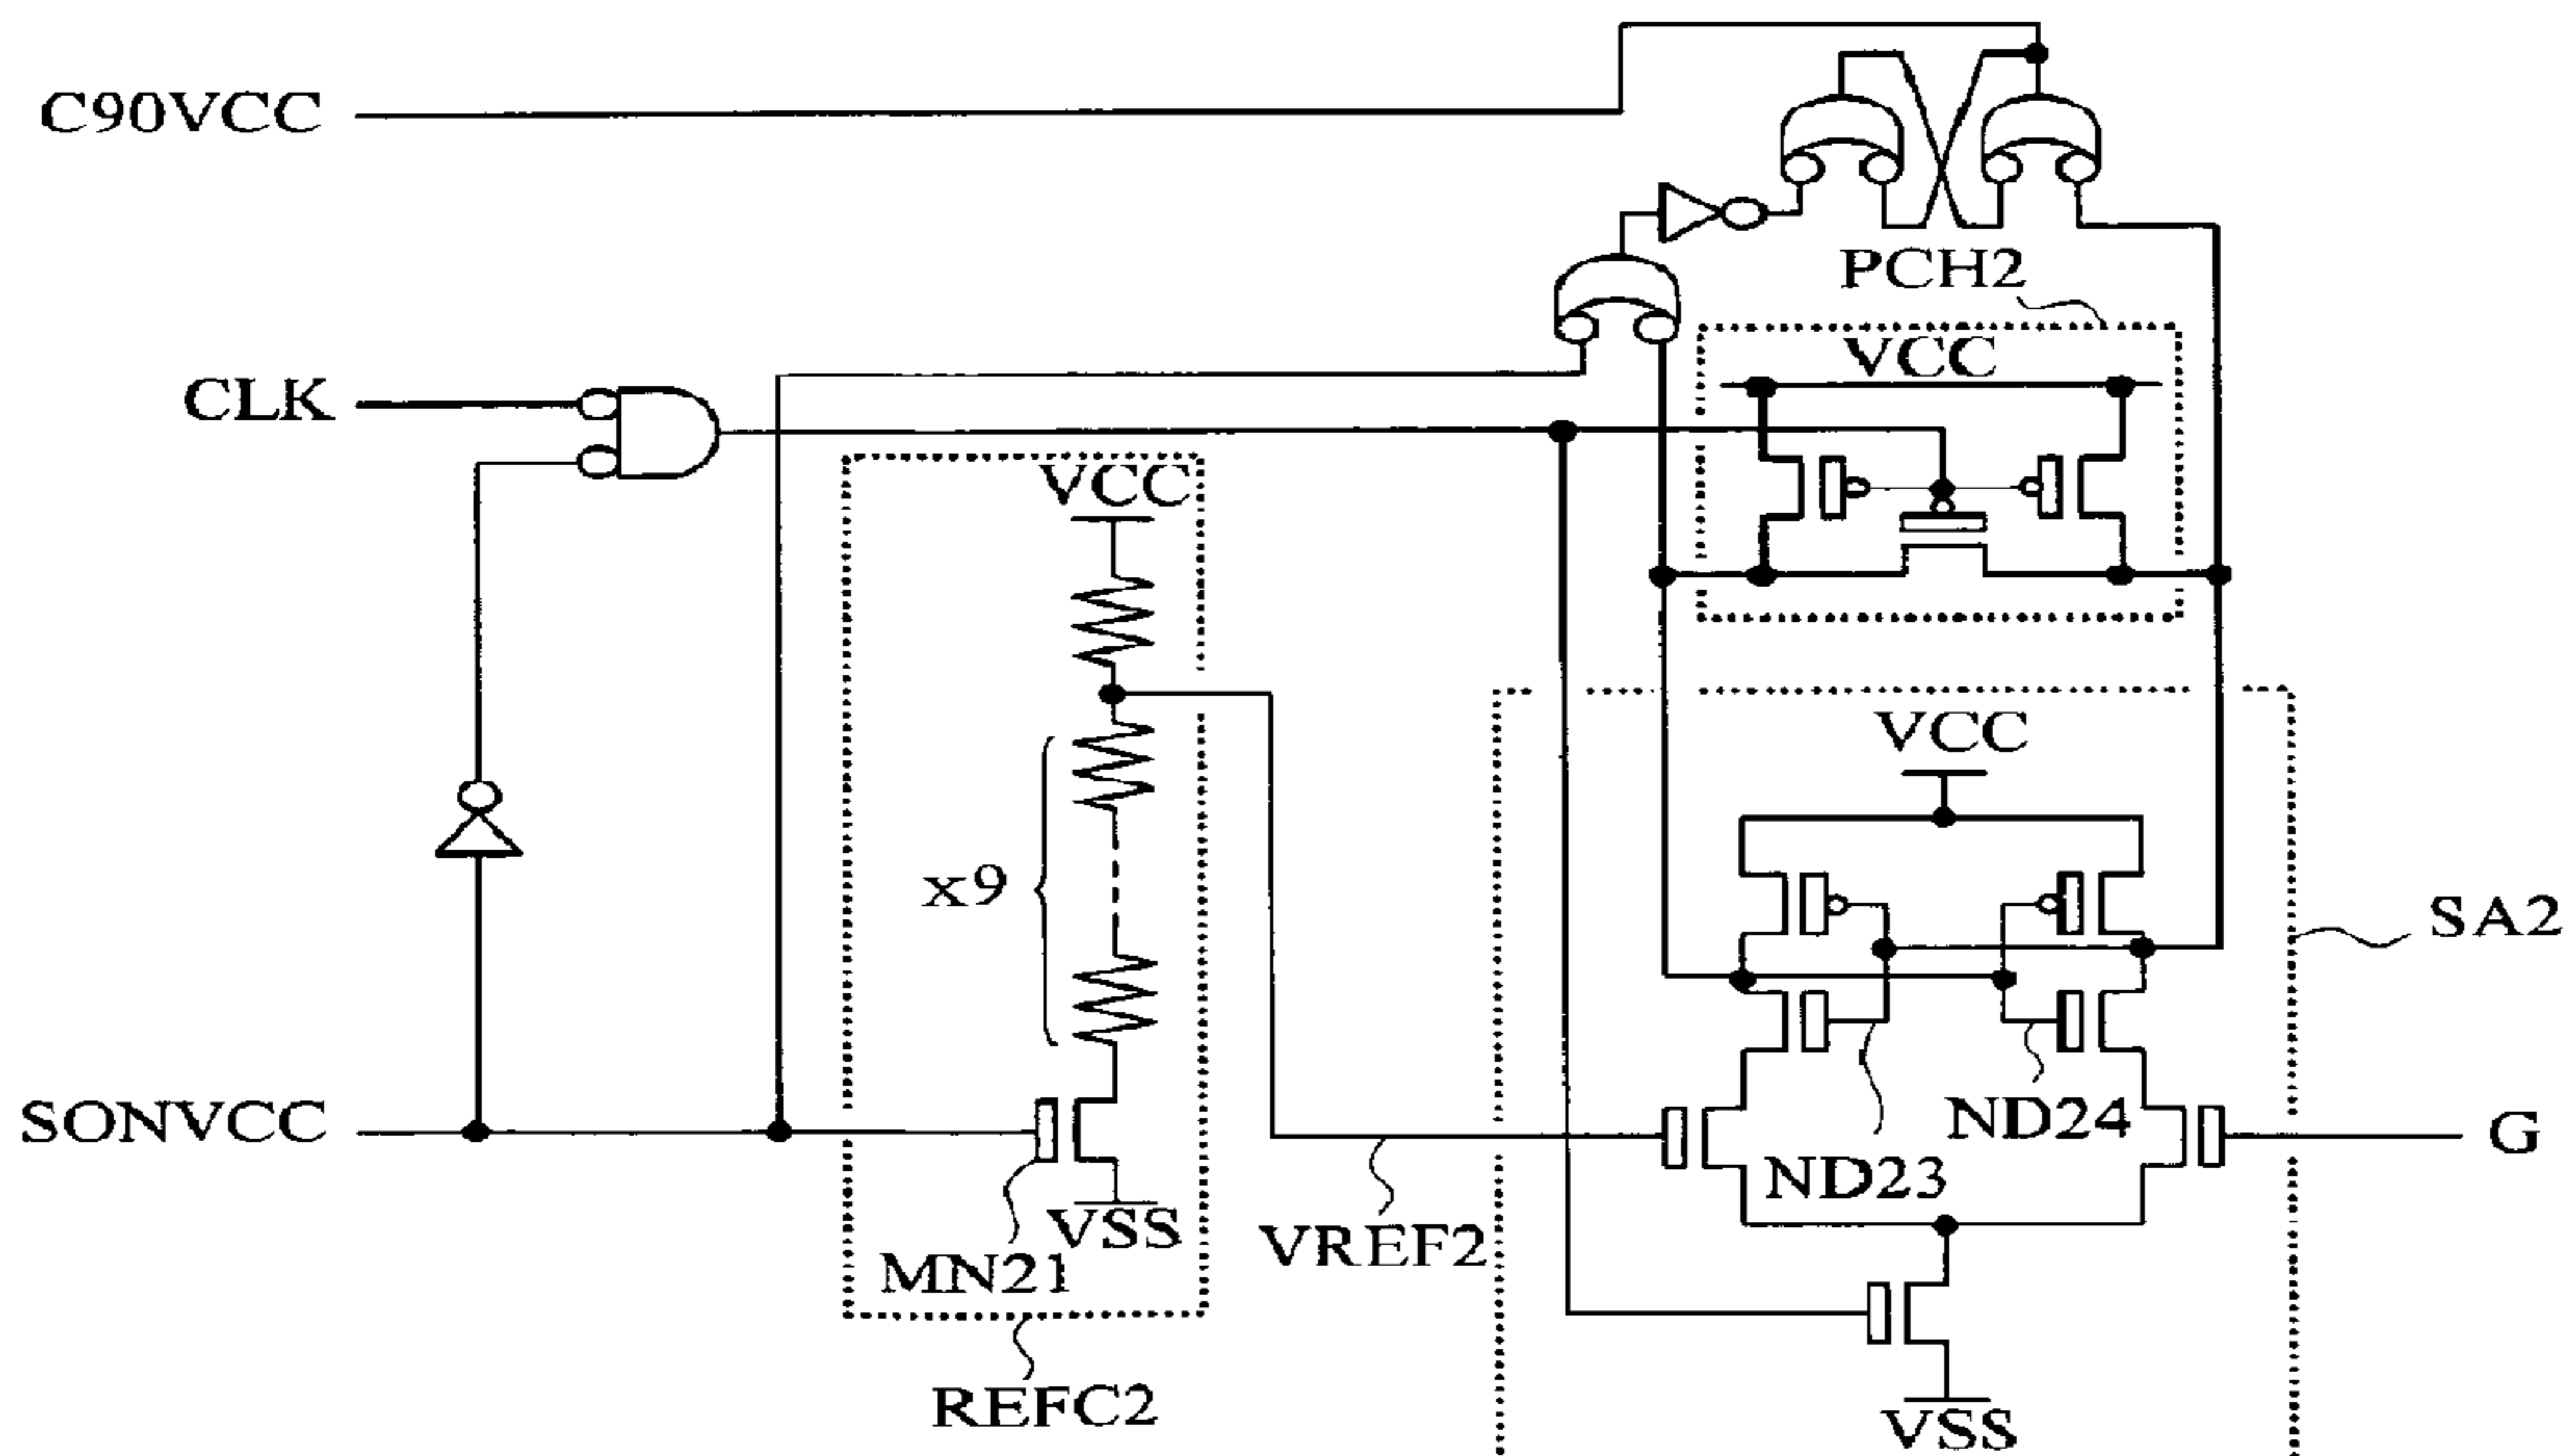 C90VCC
PCH2
VCC
CLK
VCC
VCC
x9
SA2
SONVCC
ND24
G
ND23
VREF2
VSS
MN21
REFC2
VSS